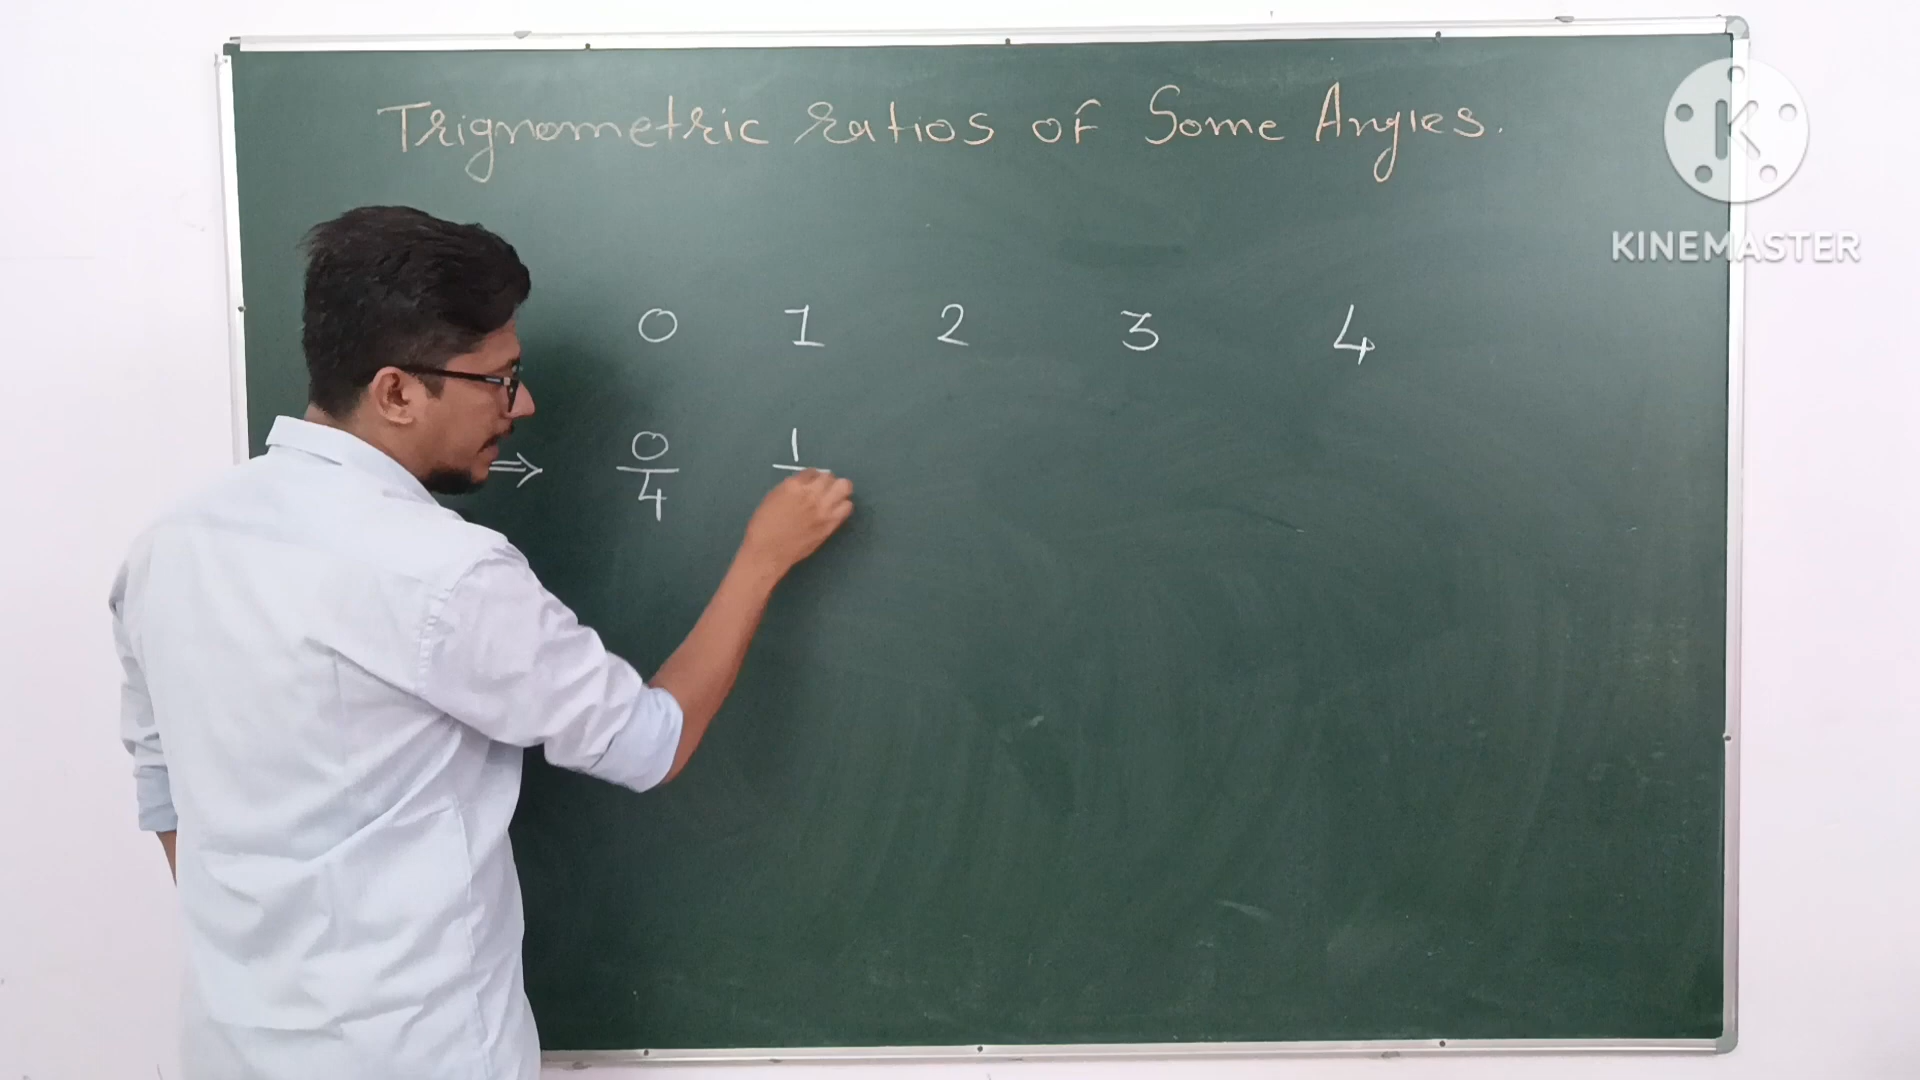 Trignometric ratios of Some Angles.
K
KINEMASTER
0 1 2 3 4
⇒ 0/4 1/